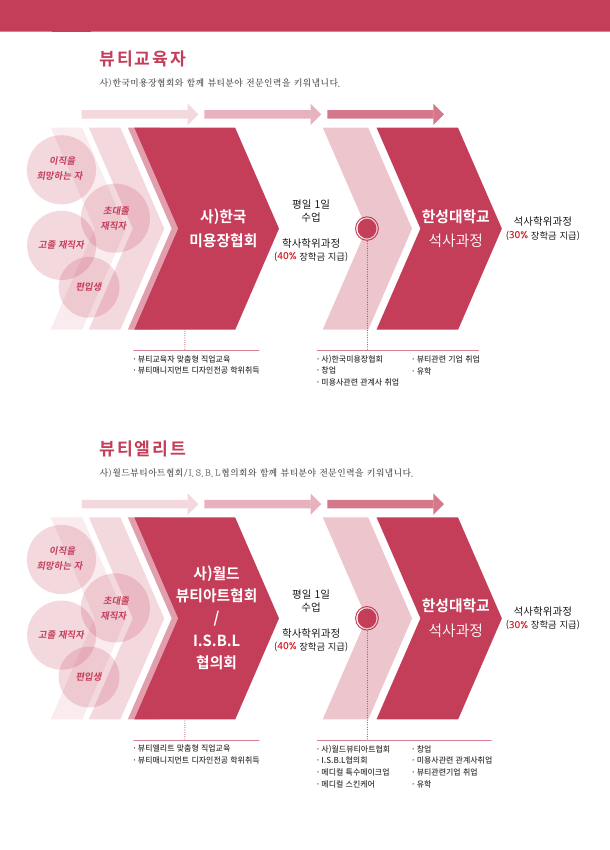 뷰티교육자
사)한국미용장협회와 함께 뷰티분야 전문인력을 키워냅니다.
이직을
희망하는 자
초대졸
재직자
고졸 재직자
편입생
사)한국
미용장협회
평일 1일
수업
학사학위과정
(40% 장학금 지급)
한성대학교
석사과정
석사학위과정
(30% 장학금 지급)
· 뷰티교육자 맞춤형 직업교육
· 뷰티매니지먼트 디자인전공 학위취득
· 사)한국미용장협회
· 창업
· 미용사관련 관계사 취업
· 뷰티관련 기업 취업
· 유학
뷰티엘리트
사)월드뷰티아트협회/I.S.B.L협의회와 함께 뷰티분야 전문인력을 키워냅니다.
이직을
희망하는 자
초대졸
재직자
고졸 재직자
편입생
사)월드
뷰티아트협회
/
I.S.B.L
협의회
평일 1일
수업
학사학위과정
(40% 장학금 지급)
한성대학교
석사과정
석사학위과정
(30% 장학금 지급)
· 뷰티엘리트 맞춤형 직업교육
· 뷰티매니지먼트 디자인전공 학위취득
· 사)월드뷰티아트협회
· I.S.B.L협의회
· 메디컬 특수메이크업
· 메디컬 스킨케어
· 창업
· 미용사관련 관계사취업
· 뷰티관련기업 취업
· 유학